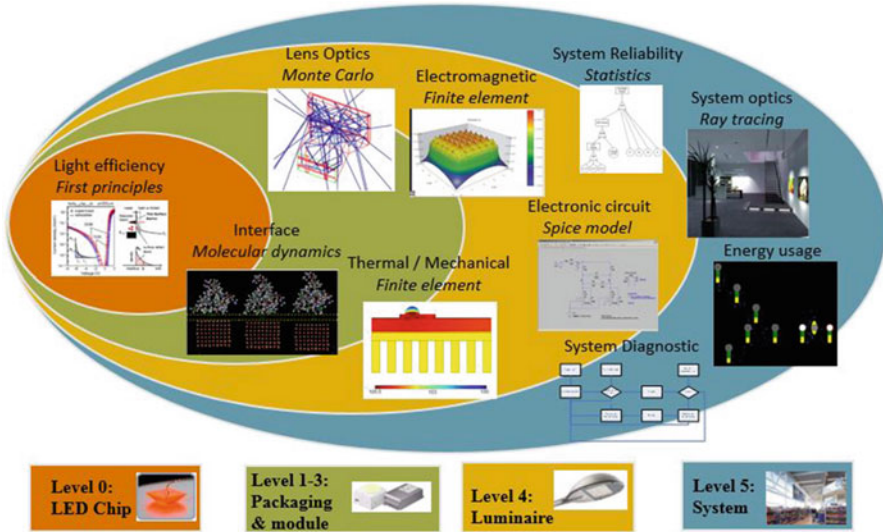 Lens Optics
Monte Carlo
Electromagnetic
Finite element
System Reliability
Statistics
System optics
Ray tracing
Light efficiency
First principles
Interface
Molecular dynamics
Thermal / Mechanical
Finite element
Electronic circuit
Spice model
Energy usage
System Diagnostic
Level 0:
LED Chip
Level 1-3:
Packaging
& module
Level 4:
Luminaire
Level 5:
System